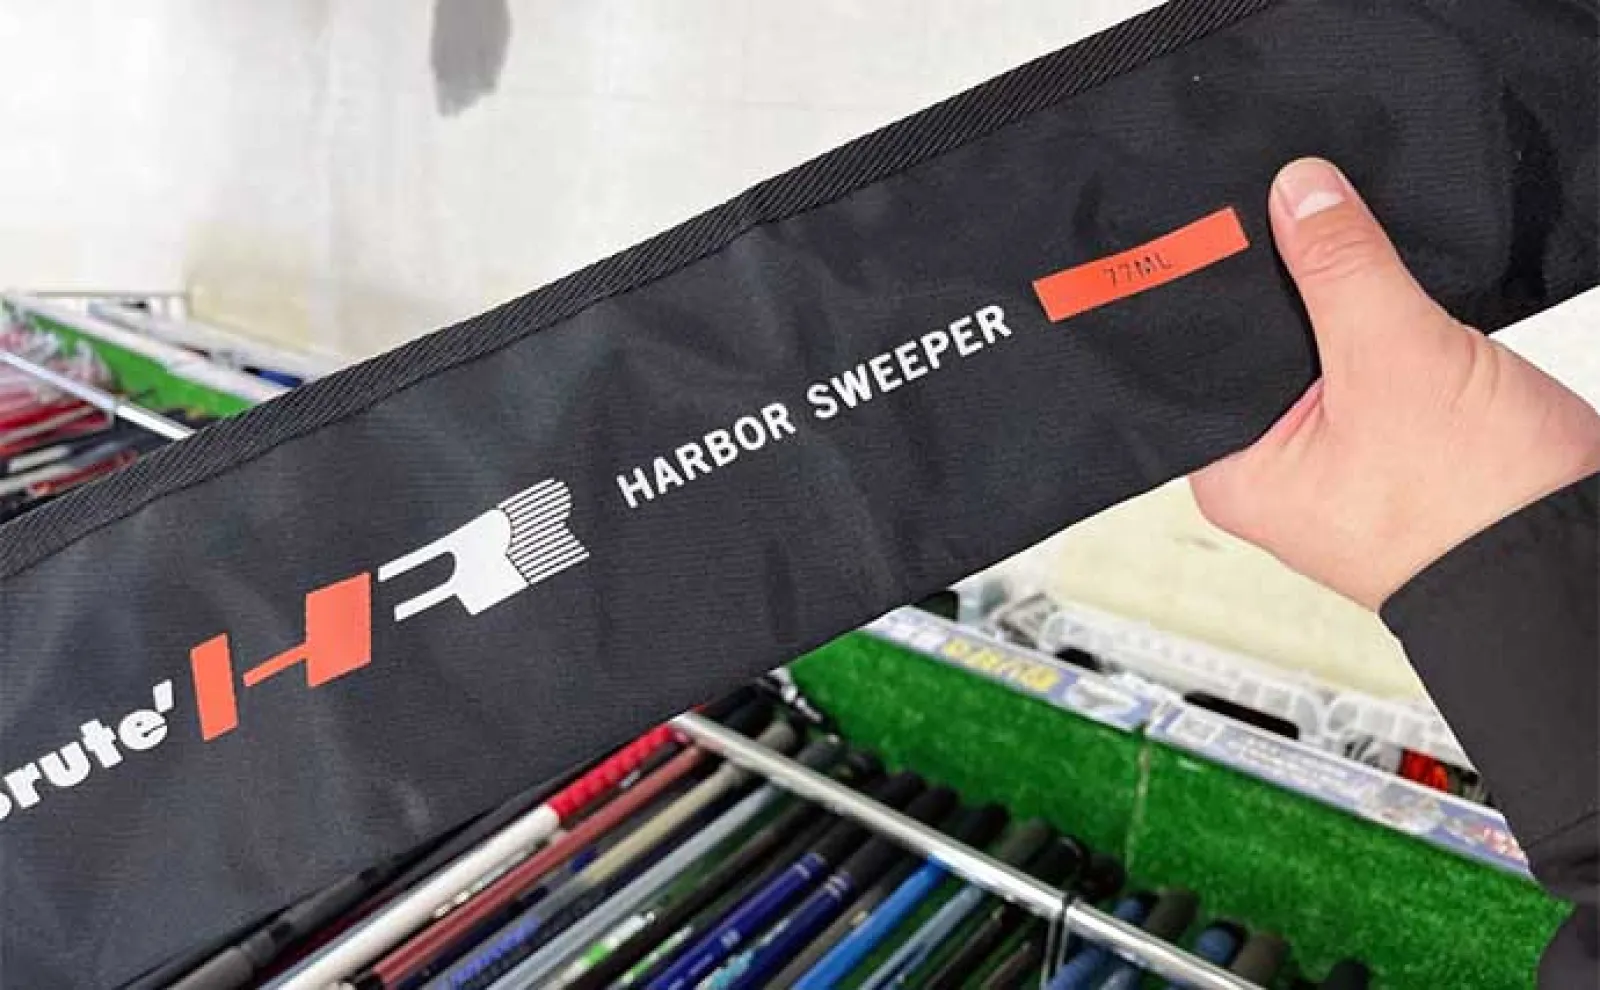 brute'
HR
HARBOR SWEEPER
77ML